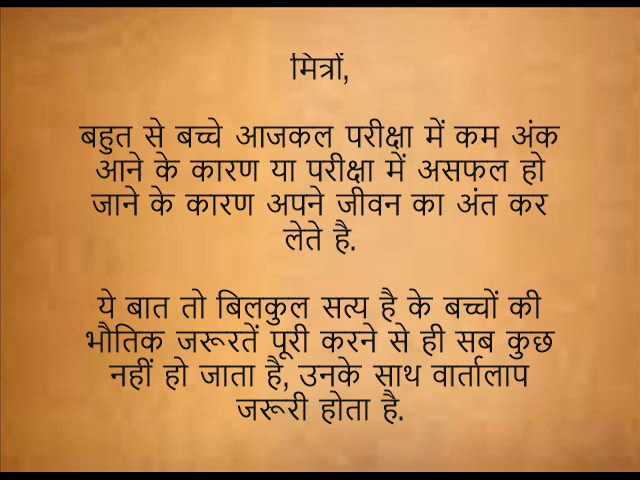 मित्रों,
बहुत से बच्चे आजकल परीक्षा में कम अंक
आने के कारण या परीक्षा में असफल हो
जाने के कारण अपने जीवन का अंत कर
लेते है.
ये बात तो बिलकुल सत्य है के बच्चों की
भौतिक जरूरतें पूरी करने से ही सब कुछ
नहीं हो जाता है, उनके साथ वार्तालाप
जरूरी होता है.